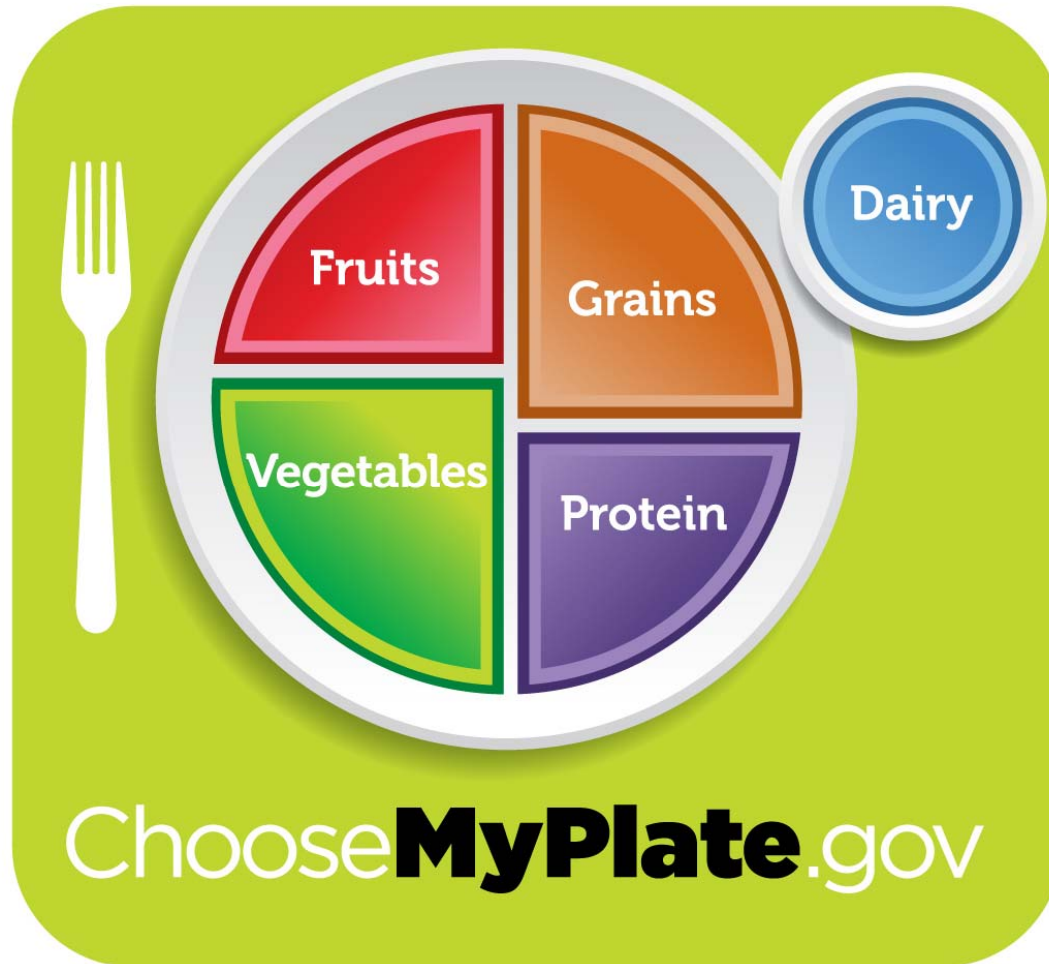 Fruits
Grains
Dairy
Vegetables
Protein
ChooseMyPlate.gov